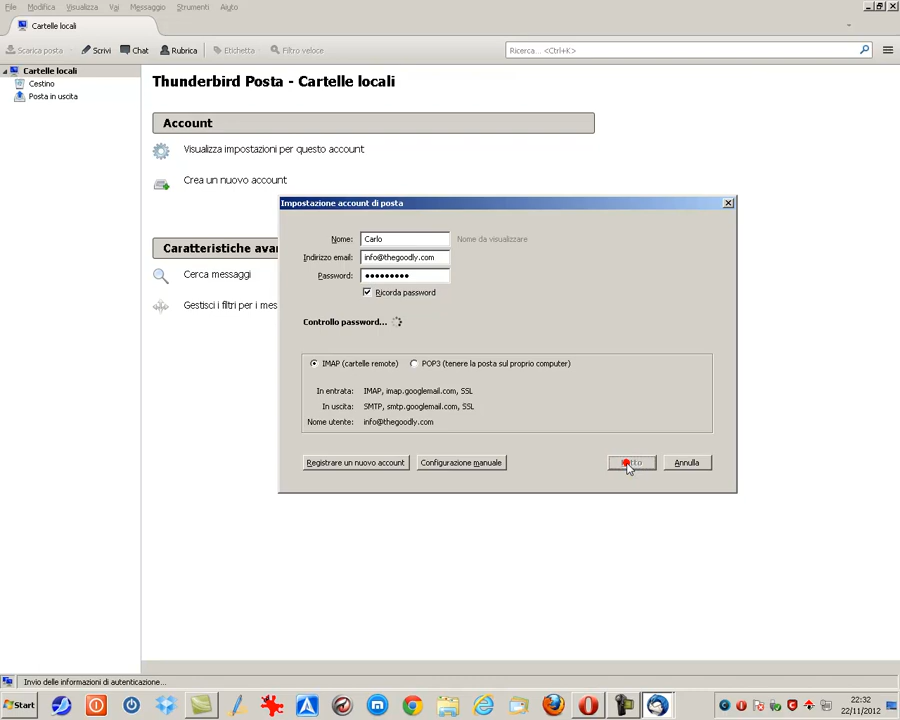 File Modifica Visualizza Vai Messaggio Strumenti Aiuto
Cartelle locali
Scarica posta Scrivi Chat Rubrica Etichetta Filtro veloce Ricerca... <Ctrl+K>
Cartelle locali
Cestino
Posta in uscita
Thunderbird Posta - Cartelle locali
Account
Visualizza impostazioni per questo account
Crea un nuovo account
Caratteristiche
Cerca messaggi
Gestisci i filtri per i
Impostazione account di posta
Nome: Carlo Nome da visualizzare
Indirizzo email: info@thegoodly.com
Password: •••••••••
Ricorda password
Controllo password...
IMAP (cartelle remote) POP3 (tenere la posta sul proprio computer)
In entrata: IMAP, imap.googlemail.com, SSL
In uscita: SMTP, smtp.googlemail.com, SSL
Nome utente: info@thegoodly.com
Registrare un nuovo account Configurazione manuale Annulla
Invio delle informazioni di autenticazione...
Start
22:32
22/11/2012